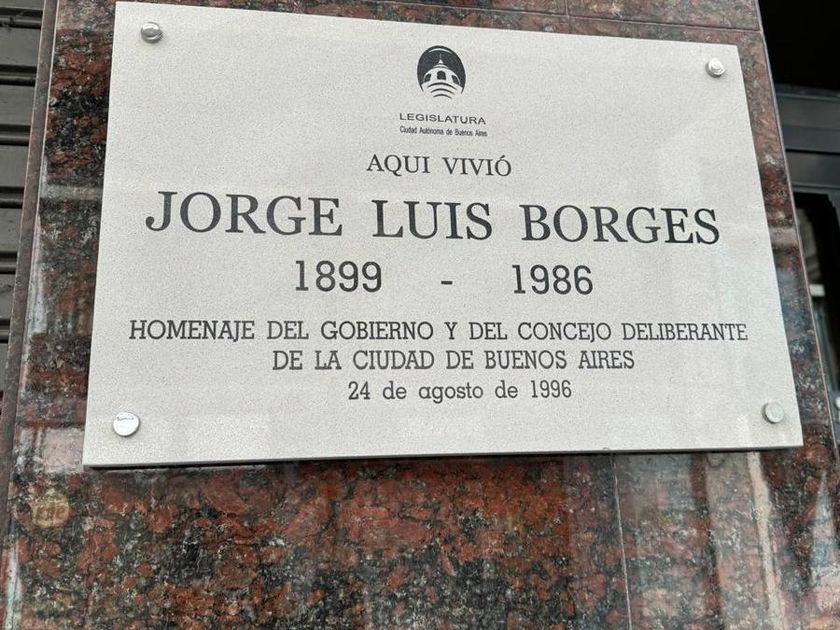 LEGISLATURA
Ciudad Autónoma de Buenos Aires
AQUI VIVIÓ
JORGE LUIS BORGES
1899 - 1986
HOMENAJE DEL GOBIERNO Y DEL CONCEJO DELIBERANTE
DE LA CIUDAD DE BUENOS AIRES
24 de agosto de 1996